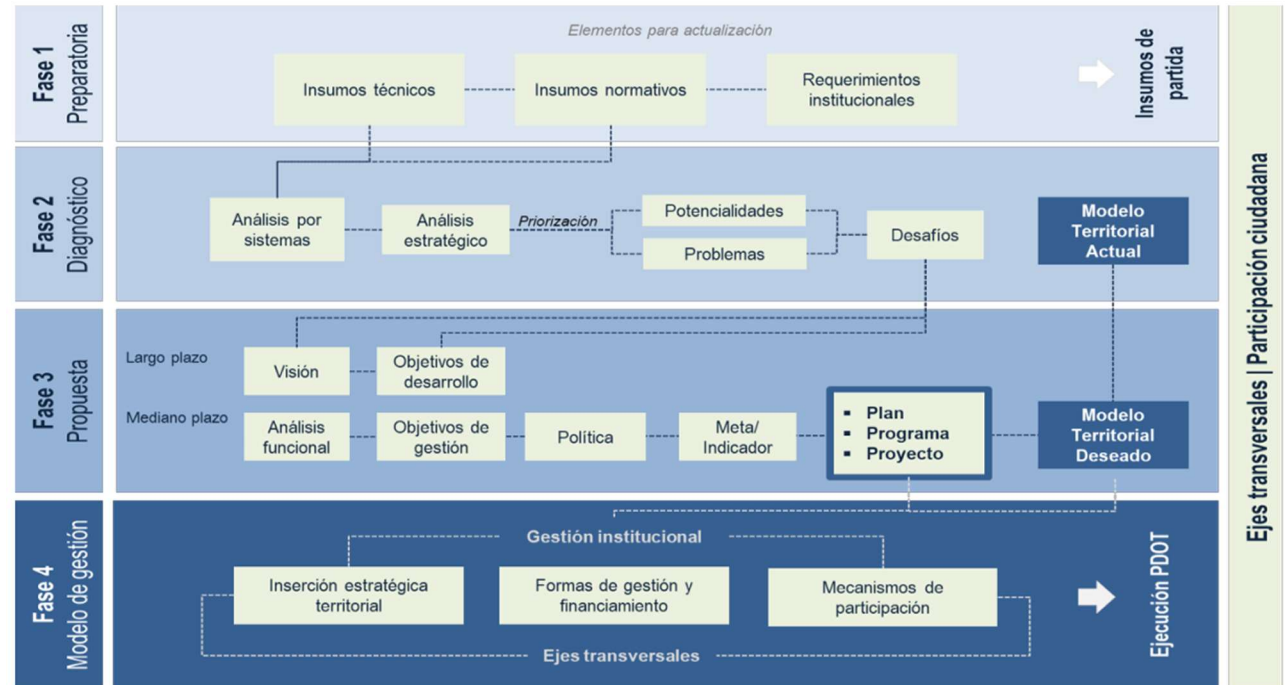 Fase 1
Preparatoria
Elementos para actualización
Insumos técnicos
Insumos normativos
Requerimientos
institucionales
Insumos de
partida
Fase 2
Diagnóstico
Análisis por
sistemas
Análisis
estratégico
Priorización
Potencialidades
Problemas
Desafíos
Modelo
Territorial
Actual
Fase 3
Propuesta
Largo plazo
Visión
Objetivos de
desarrollo
Mediano plazo
Análisis
funcional
Objetivos de
gestión
Política
Meta/
Indicador
▪ Plan
▪ Programa
▪ Proyecto
Modelo
Territorial
Deseado
Fase 4
Modelo de gestión
Gestión institucional
Inserción estratégica
territorial
Formas de gestión y
financiamiento
Mecanismos de
participación
Ejes transversales
Ejecución PDOT
Ejes transversales | Participación ciudadana